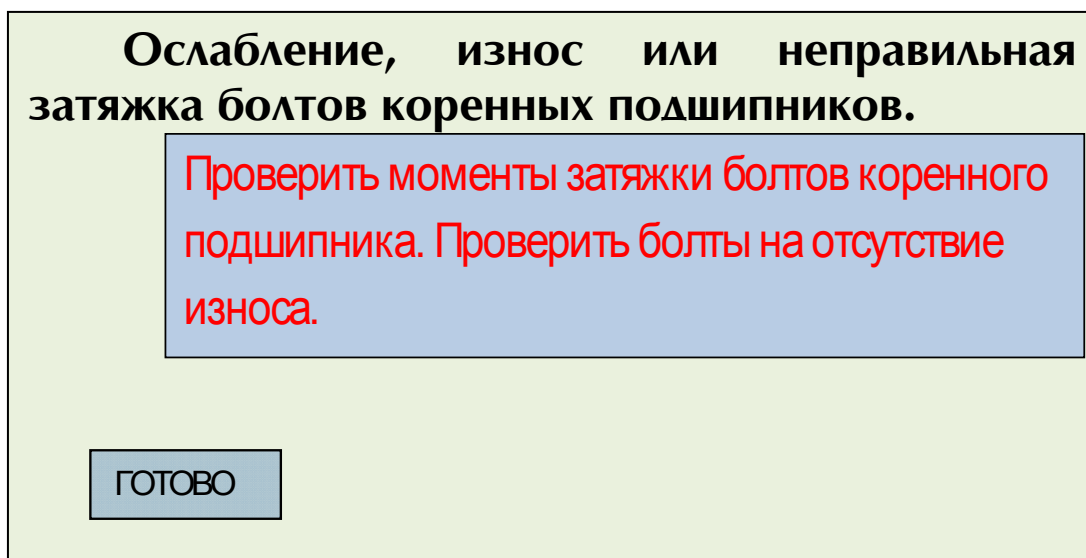 Ослабление, износ или неправильная
затяжка болтов коренных подшипников.
Проверить моменты затяжки болтов коренного
подшипника. Проверить болты на отсутствие
износа.
ГОТОВО